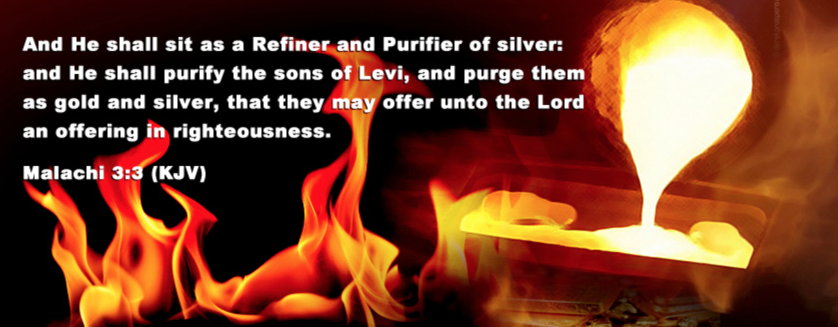 And He shall sit as a Refiner and Purifier of silver:
and He shall purify the sons of Levi, and purge them
as gold and silver, that they may offer unto the Lord
an offering in righteousness.
Malachi 3:3 (KJV)